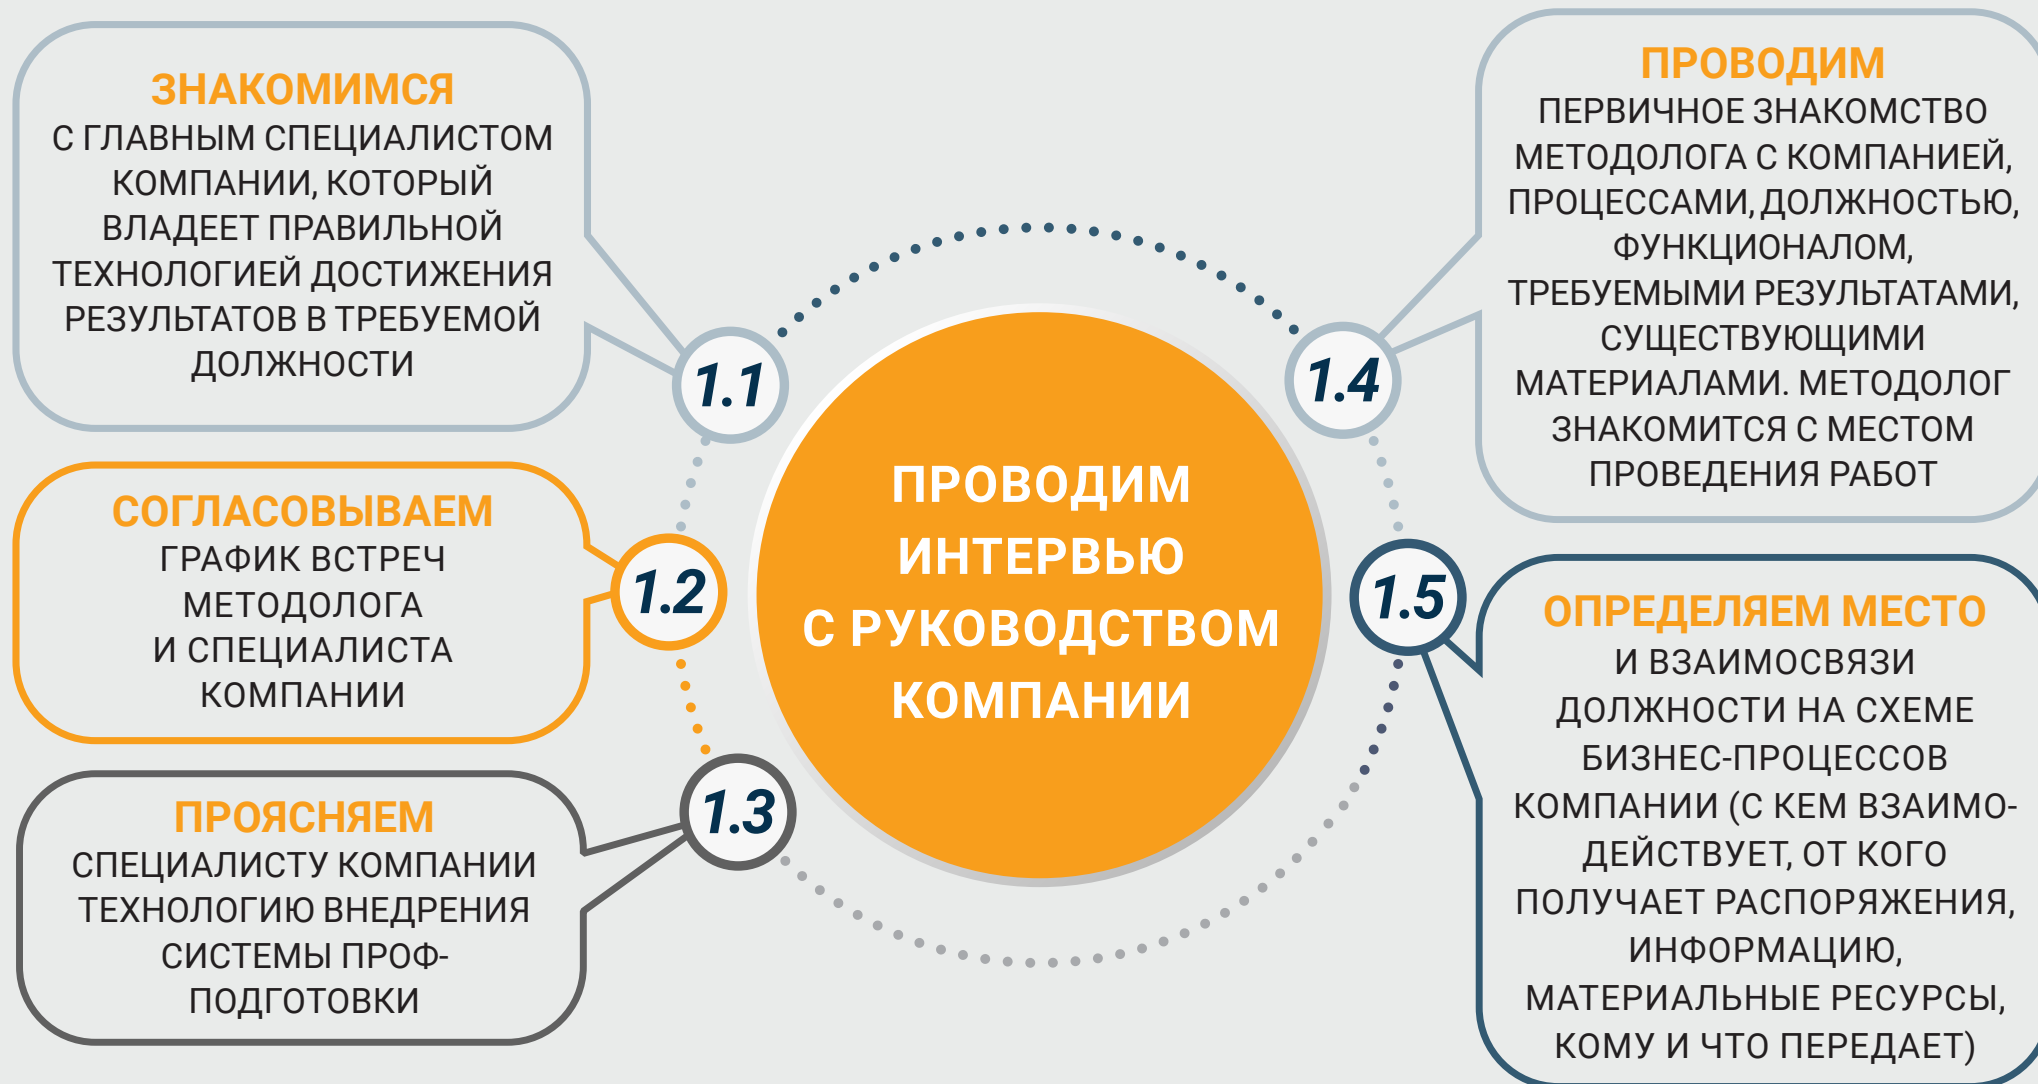 ЗНАКОМИМСЯ
С ГЛАВНЫМ СПЕЦИАЛИСТОМ
КОМПАНИИ, КОТОРЫЙ
ВЛАДЕЕТ ПРАВИЛЬНОЙ
ТЕХНОЛОГИЕЙ ДОСТИЖЕНИЯ
РЕЗУЛЬТАТОВ В ТРЕБУЕМОЙ
ДОЛЖНОСТИ
1.1
СОГЛАСОВЫВАЕМ
ГРАФИК ВСТРЕЧ
МЕТОДОЛОГА
И СПЕЦИАЛИСТА
КОМПАНИИ
1.2
ПРОЯСНЯЕМ
СПЕЦИАЛИСТУ КОМПАНИИ
ТЕХНОЛОГИЮ ВНЕДРЕНИЯ
СИСТЕМЫ ПРОФ-
ПОДГОТОВКИ
1.3
ПРОВОДИМ
ИНТЕРВЬЮ
С РУКОВОДСТВОМ
КОМПАНИИ
ПРОВОДИМ
ПЕРВИЧНОЕ ЗНАКОМСТВО
МЕТОДОЛОГА С КОМПАНИЕЙ,
ПРОЦЕССАМИ, ДОЛЖНОСТЬЮ,
ФУНКЦИОНАЛОМ,
ТРЕБУЕМЫМИ РЕЗУЛЬТАТАМИ,
СУЩЕСТВУЮЩИМИ
МАТЕРИАЛАМИ. МЕТОДОЛОГ
ЗНАКОМИТСЯ С МЕСТОМ
ПРОВЕДЕНИЯ РАБОТ
1.4
ОПРЕДЕЛЯЕМ МЕСТО
И ВЗАИМОСВЯЗИ
ДОЛЖНОСТИ НА СХЕМЕ
БИЗНЕС-ПРОЦЕССОВ
КОМПАНИИ (С КЕМ ВЗАИМО-
ДЕЙСТВУЕТ, ОТ КОГО
ПОЛУЧАЕТ РАСПОРЯЖЕНИЯ,
ИНФОРМАЦИЮ,
МАТЕРИАЛЬНЫЕ РЕСУРСЫ,
КОМУ И ЧТО ПЕРЕДАЕТ)
1.5